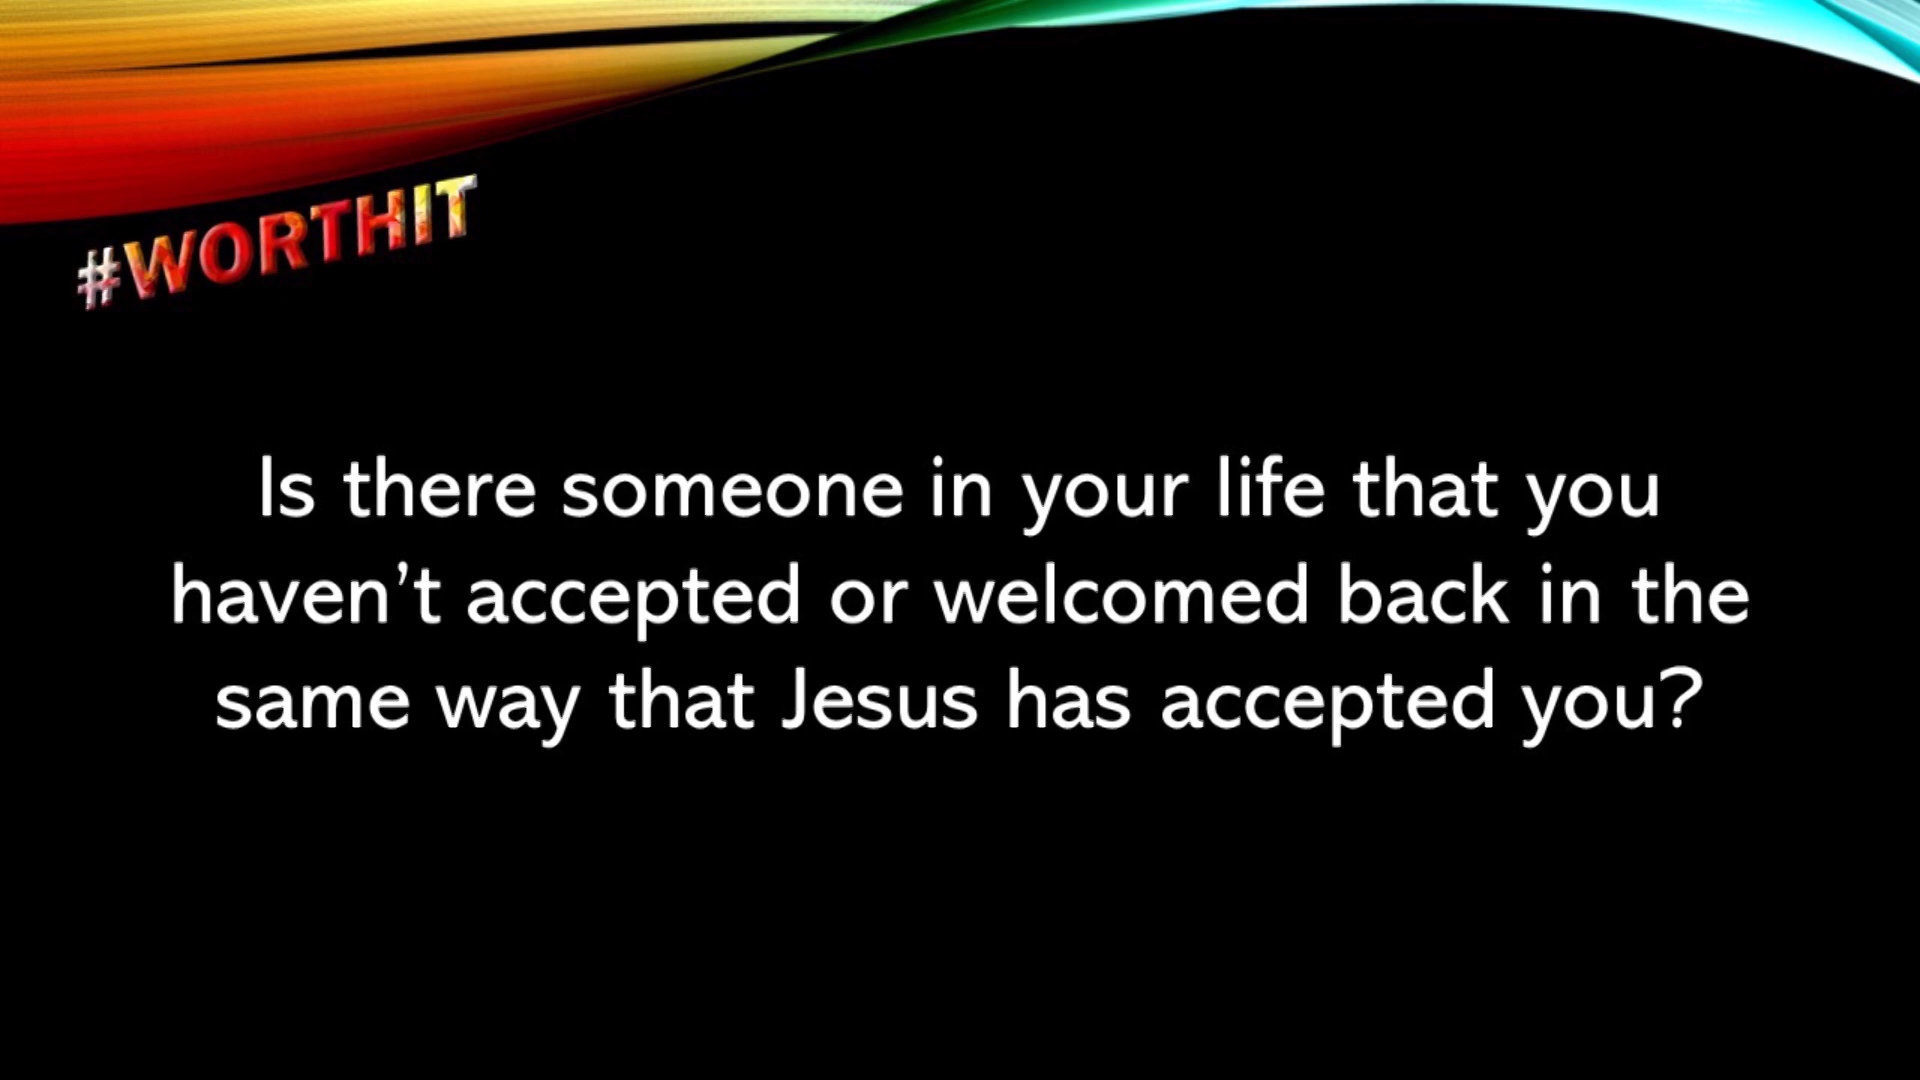 #WORTHIT
Is there someone in your life that you
haven’t accepted or welcomed back in the
same way that Jesus has accepted you?